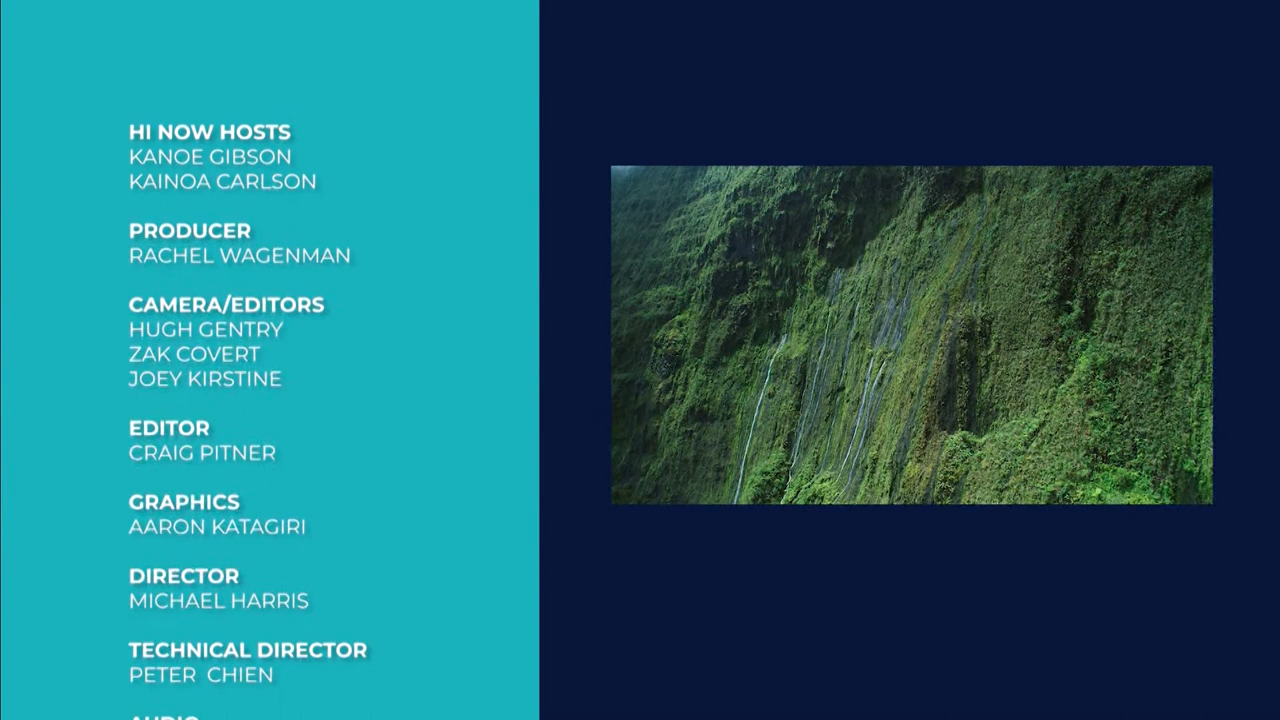 HI NOW HOSTS
KANOE GIBSON
KAINOA CARLSON
PRODUCER
RACHEL WAGENMAN
CAMERA/EDITORS
HUGH GENTRY
ZAK COVERT
JOEY KIRSTINE
EDITOR
CRAIG PITNER
GRAPHICS
AARON KATAGIRI
DIRECTOR
MICHAEL HARRIS
TECHNICAL DIRECTOR
PETER  CHIEN
AUDIO